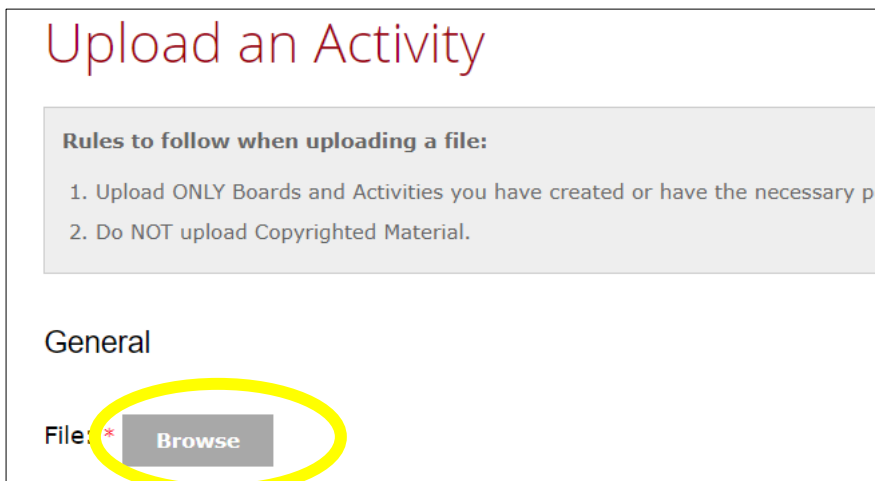 Upload an Activity
Rules to follow when uploading a file:
1. Upload ONLY Boards and Activities you have created or have the necessary
2. Do NOT upload Copyrighted Material.
General
File: *
Browse